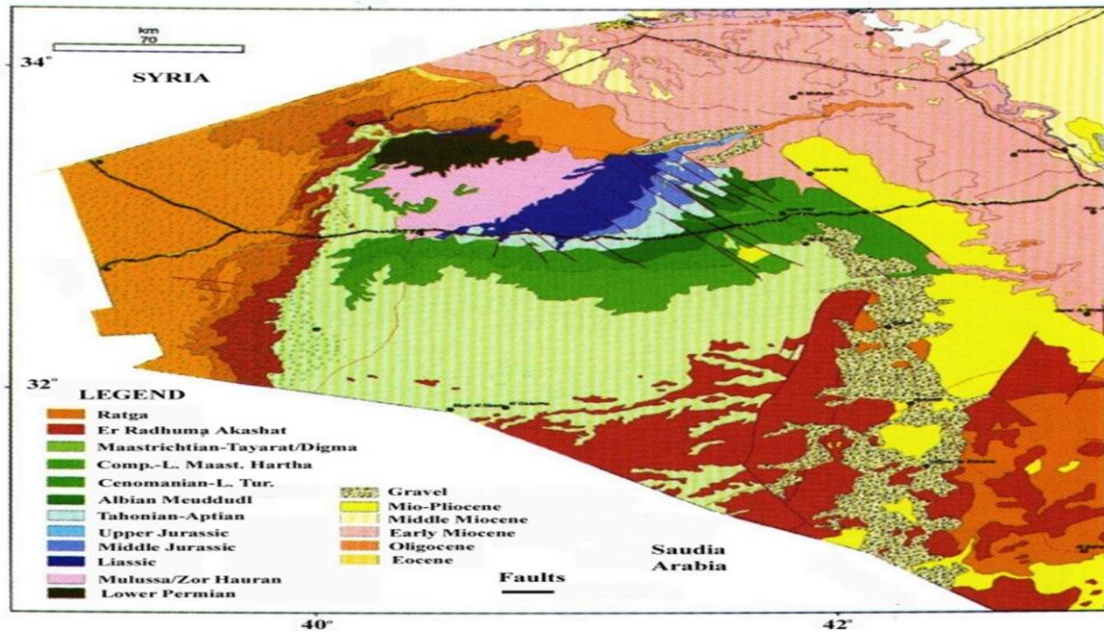 km
70
34°
SYRIA
32°
LEGEND
Ratga
Er Radhuma Akashat
Maastrichtian-Tayarat/Digma
Comp.-L. Maast. Hartha
Cenomanian-L. Tur.
Albian Meuddudl
Tahonian-Aptian
Upper Jurassic
Middle Jurassic
Liassic
Mulussa/Zor Hauran
Lower Permian
Gravel
Mio-Pliocene
Middle Miocene
Early Miocene
Oligocene
Eocene
Faults
Saudia
Arabia
40°
42°